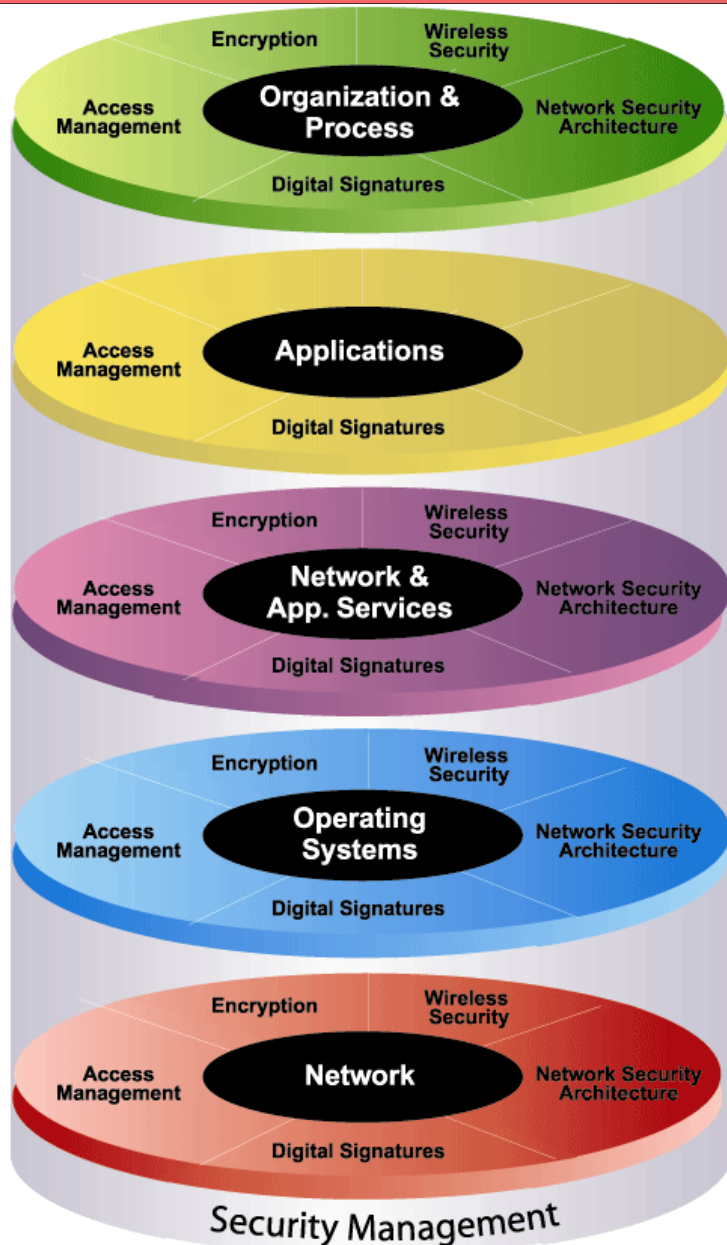 Encryption
Wireless
Security
Access
Management
Organization &
Process
Network Security
Architecture
Digital Signatures
Access
Management
Applications
Digital Signatures
Encryption
Wireless
Security
Access
Management
Network &
App. Services
Network Security
Architecture
Digital Signatures
Encryption
Wireless
Security
Access
Management
Operating
Systems
Network Security
Architecture
Digital Signatures
Encryption
Wireless
Security
Access
Management
Network
Network Security
Architecture
Digital Signatures
Security Management